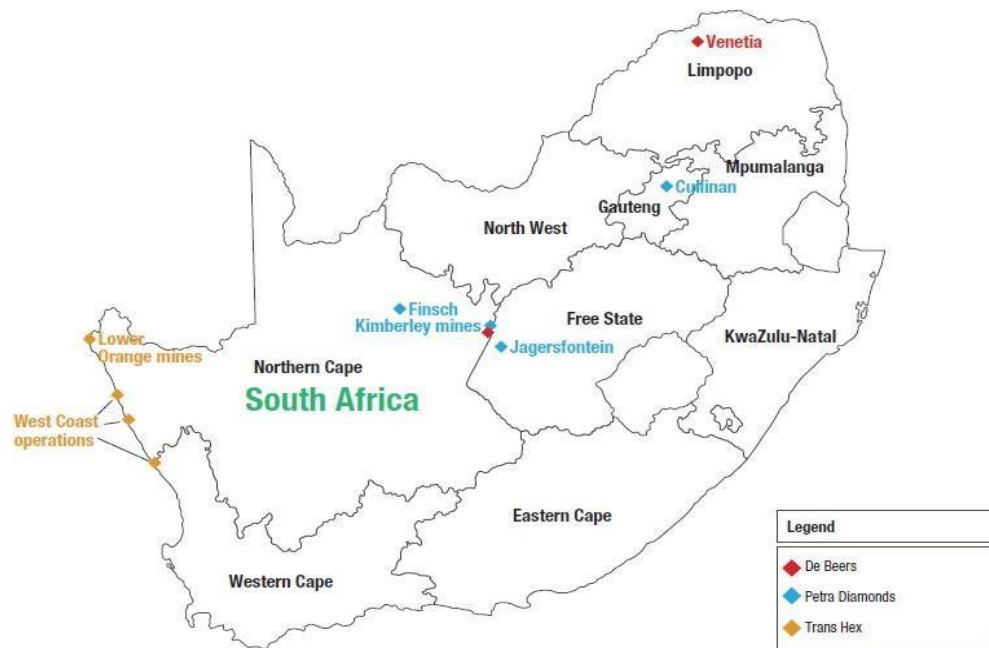 Venetia
Limpopo
Mpumalanga
Cullinan
Gauteng
North West
Finsch
Kimberley mines
Free State
KwaZulu-Natal
Lower
Orange mines
Jagersfontein
Northern Cape
South Africa
West Coast
operations
Eastern Cape
Western Cape
Legend
De Beers
Petra Diamonds
Trans Hex